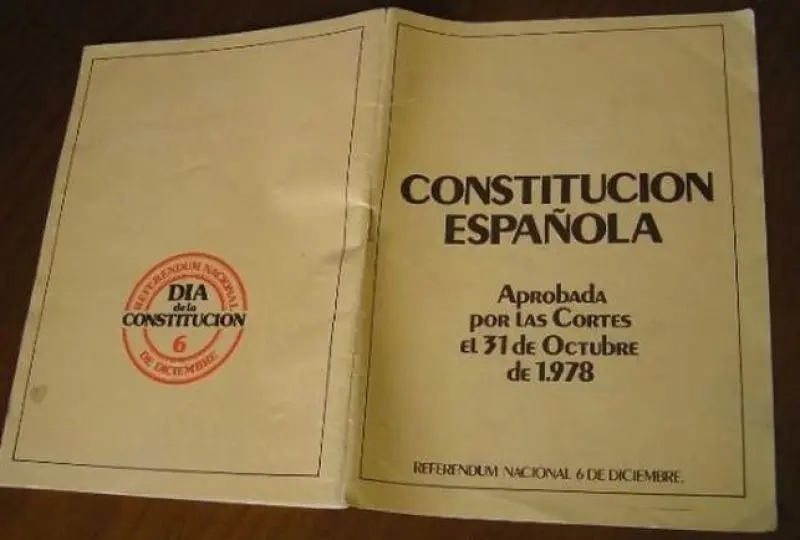 REFERENDUM NACIONAL
DIA
de la
CONSTITUCION
6
DE DICIEMBRE
CONSTITUCION
ESPAÑOLA
APROBADA
POR LAS CORTES
EL 31 DE OCTUBRE
DE 1.978
REFERENDUM NACIONAL 6 DE DICIEMBRE.